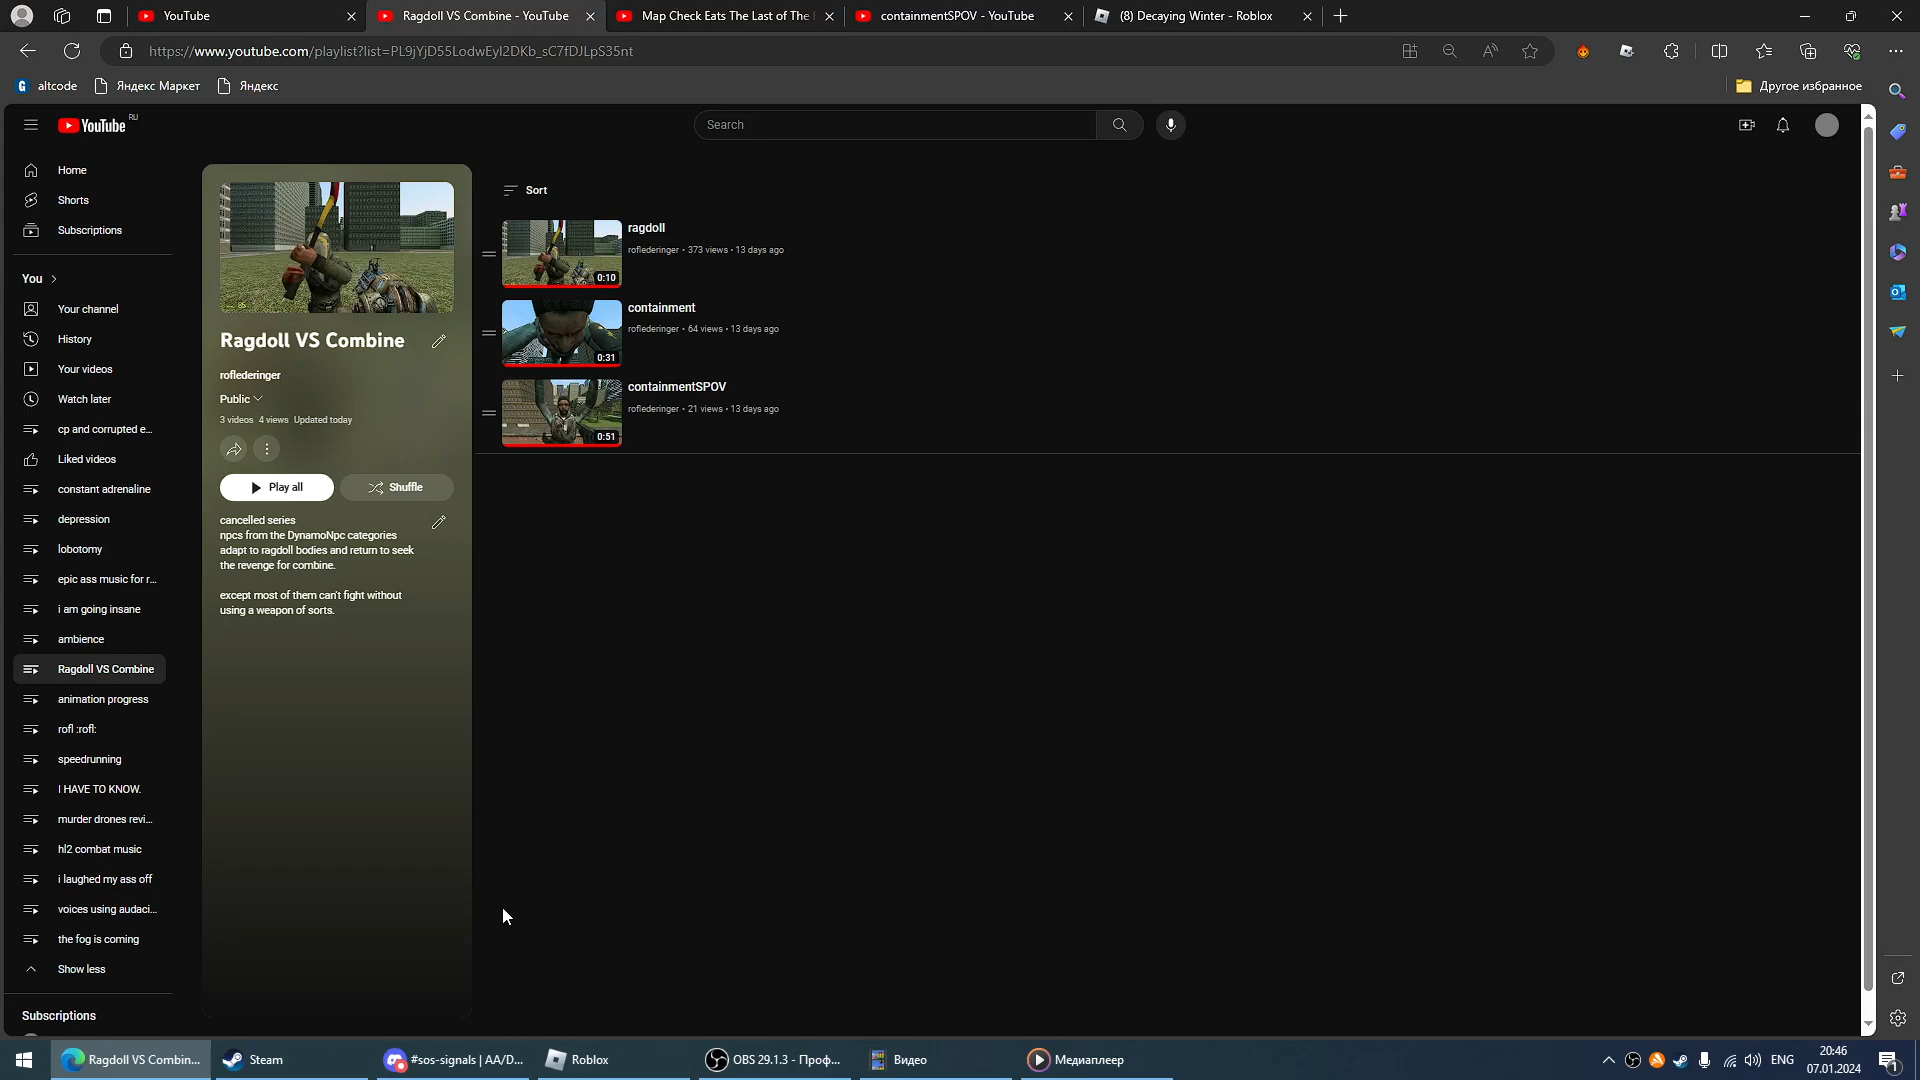 YouTube
Ragdoll VS Combine - YouTube
Map Check Eats The Last of The
containmentSPOV - YouTube
(8) Decaying Winter - Roblox
https://www.youtube.com/playlist?list=PL9jYjD55LodwEyI2DKb_sC7fDJLpS35nt
altcode
Яндекс Маркет
Яндекс
Другое избранное
YouTube RU
Search
Home
Shorts
Subscriptions
You
Your channel
History
Your videos
Watch later
cp and corrupted e...
Liked videos
constant adrenaline
depression
lobotomy
epic ass music for r...
i am going insane
ambience
Ragdoll VS Combine
animation progress
rofl :rofl:
speedrunning
I HAVE TO KNOW.
murder drones revi...
hl2 combat music
i laughed my ass off
voices using audaci...
the fog is coming
Show less
Subscriptions
Ragdoll VS Combine
roflederinger
Public
3 videos 4 views Updated today
Play all
Shuffle
cancelled series
npcs from the DynamoNpc categories
adapt to ragdoll bodies and return to seek
the revenge for combine.
except most of them can't fight without
using a weapon of sorts.
Sort
ragdoll
roflederinger • 373 views • 13 days ago
0:10
containment
roflederinger • 64 views • 13 days ago
0:31
containmentSPOV
roflederinger • 21 views • 13 days ago
0:51
Ragdoll VS Combin...
Steam
#sos-signals | AA/D...
Roblox
OBS 29.1.3 - Проф...
Видео
Медиаплеер
ENG
20:46
07.01.2024
1